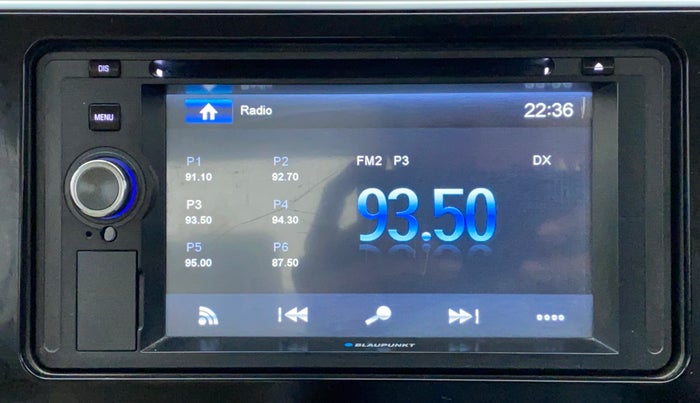 DIS
MENU
Radio
22:36
P1
P2
FM2 P3
DX
91.10
92.70
P3
P4
93.50
93.50
94.30
P5
P6
95.00
87.50
BLAUPUNKT